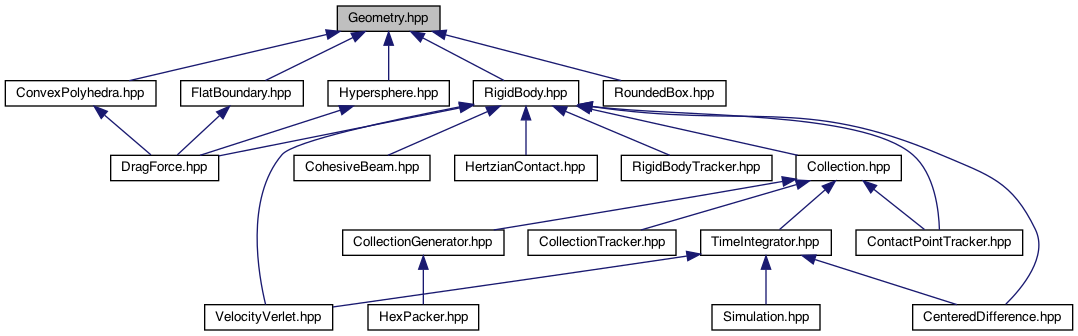 Geometry.hpp
ConvexPolyhedra.hpp
FlatBoundary.hpp
Hypersphere.hpp
RigidBody.hpp
RoundedBox.hpp
DragForce.hpp
CohesiveBeam.hpp
HertzianContact.hpp
RigidBodyTracker.hpp
Collection.hpp
CollectionGenerator.hpp
CollectionTracker.hpp
TimeIntegrator.hpp
ContactPointTracker.hpp
VelocityVerlet.hpp
HexPacker.hpp
Simulation.hpp
CenteredDifference.hpp